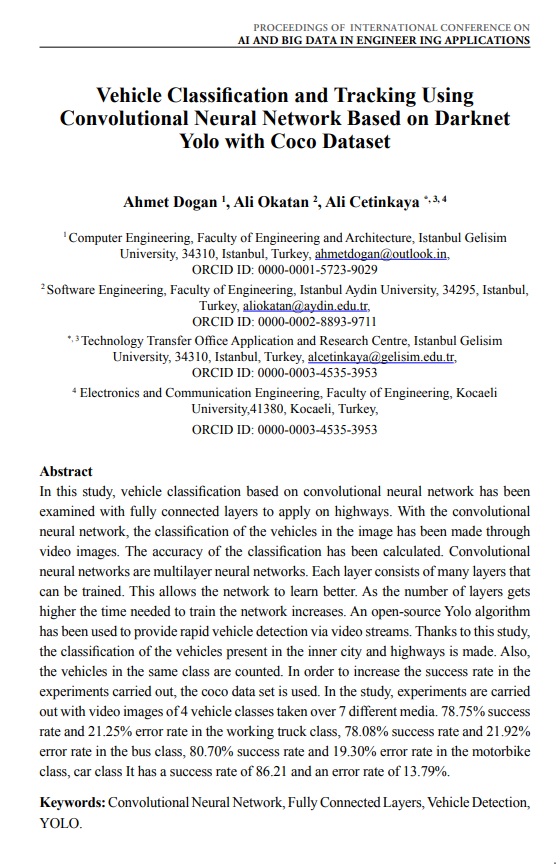 PROCEEDINGS OF INTERNATIONAL CONFERENCE ON
AI AND BIG DATA IN ENGINEER ING APPLICATIONS
Vehicle Classification and Tracking Using
Convolutional Neural Network Based on Darknet
Yolo with Coco Dataset
Ahmet Dogan 1, Ali Okatan 2, Ali Cetinkaya *, 3, 4
1 Computer Engineering, Faculty of Engineering and Architecture, Istanbul Gelisim
University, 34310, Istanbul, Turkey, ahmetdogan@outlook.in,
ORCID ID: 0000-0001-5723-9029
2 Software Engineering, Faculty of Engineering, Istanbul Aydin University, 34295, Istanbul,
Turkey, aliokatan@aydin.edu.tr,
ORCID ID: 0000-0002-8893-9711
*, 3 Technology Transfer Office Application and Research Centre, Istanbul Gelisim
University, 34310, Istanbul, Turkey, alcetinkaya@gelisim.edu.tr,
ORCID ID: 0000-0003-4535-3953
4 Electronics and Communication Engineering, Faculty of Engineering, Kocaeli
University,41380, Kocaeli, Turkey,
ORCID ID: 0000-0003-4535-3953
Abstract
In this study, vehicle classification based on convolutional neural network has been
examined with fully connected layers to apply on highways. With the convolutional
neural network, the classification of the vehicles in the image has been made through
video images. The accuracy of the classification has been calculated. Convolutional
neural networks are multilayer neural networks. Each layer consists of many layers that
can be trained. This allows the network to learn better. As the number of layers gets
higher the time needed to train the network increases. An open-source Yolo algorithm
has been used to provide rapid vehicle detection via video streams. Thanks to this study,
the classification of the vehicles present in the inner city and highways is made. Also,
the vehicles in the same class are counted. In order to increase the success rate in the
experiments carried out, the coco data set is used. In the study, experiments are carried
out with video images of 4 vehicle classes taken over 7 different media. 78.75% success
rate and 21.25% error rate in the working truck class, 78.08% success rate and 21.92%
error rate in the bus class, 80.70% success rate and 19.30% error rate in the motorbike
class, car class It has a success rate of 86.21 and an error rate of 13.79%.
Keywords: Convolutional Neural Network, Fully Connected Layers, Vehicle Detection,
YOLO.